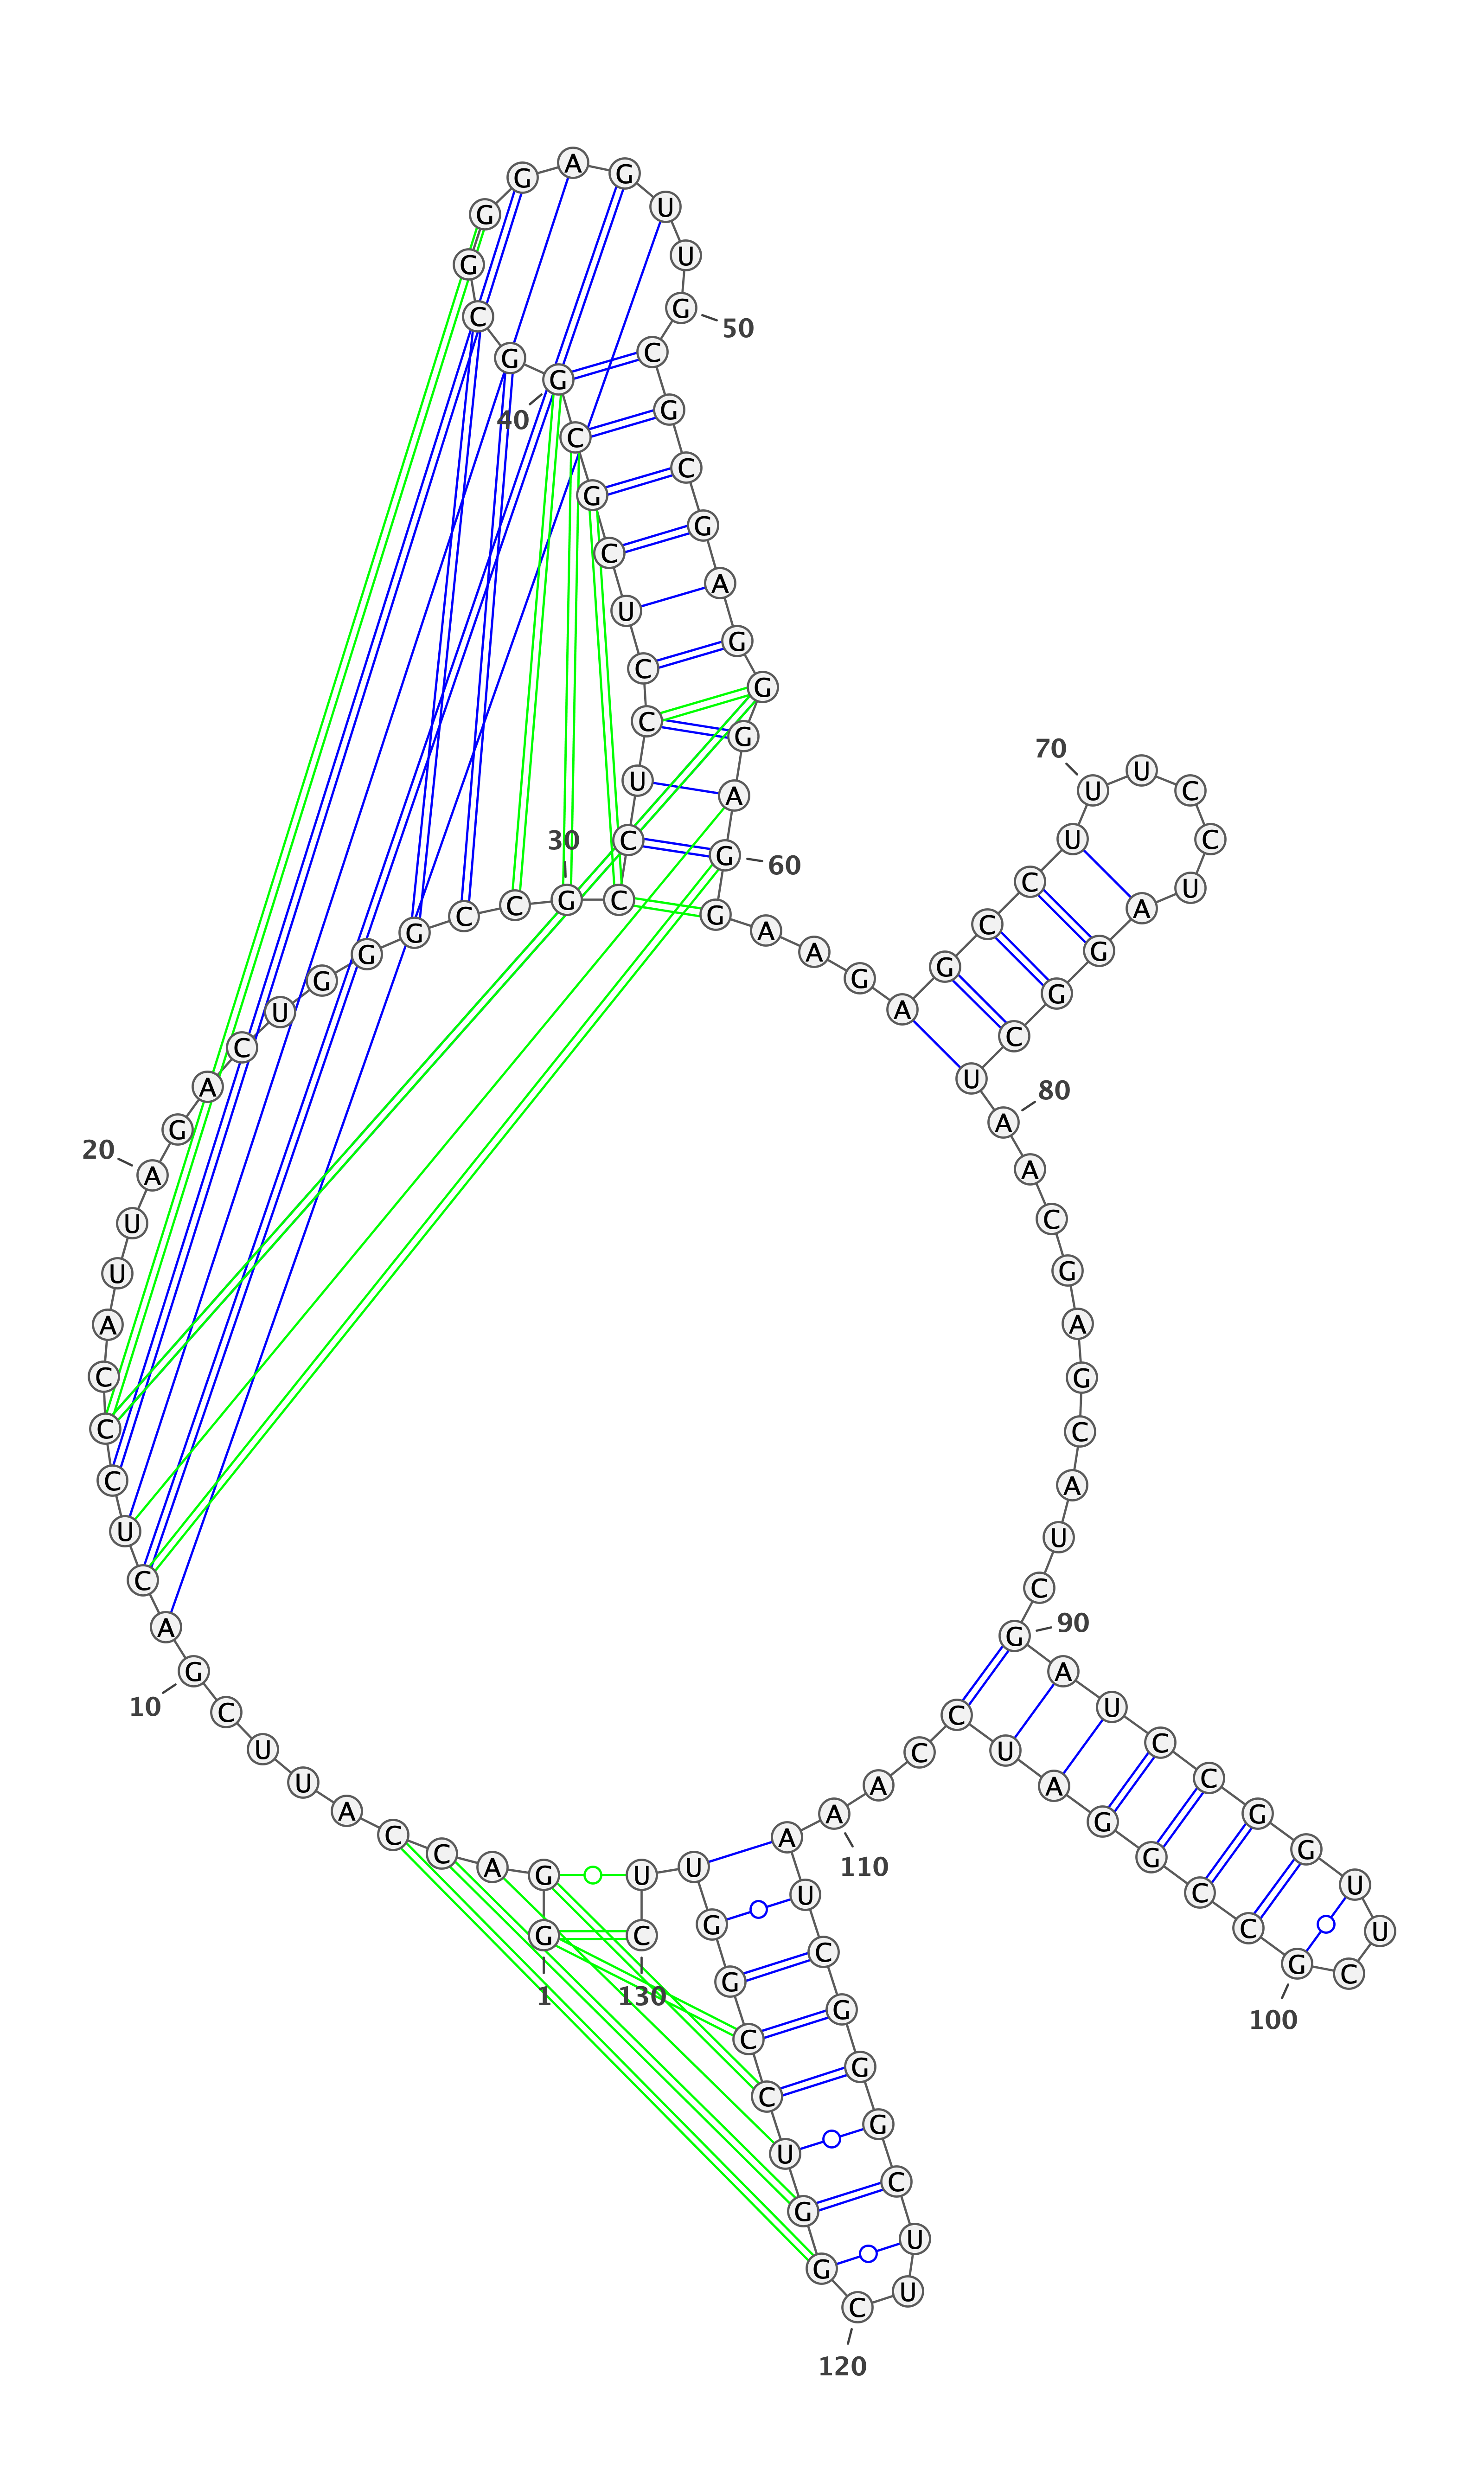 1
G G A C C A U U C G
10
A C U C C C A U U A
20
G A C U G G G C C G
30
C C U C C U C G C G
40
G C G G G A G U U G
50
C G C G A G G G A G
60
G A A G A G C C U U
70
U C C U A G G C U A
80
A C G A G C A U C G
90
A U C C G G U U C G
100
C C G G A U C C A A
110
A U C G G G C U U C
120
G G U C C G G U U C
130